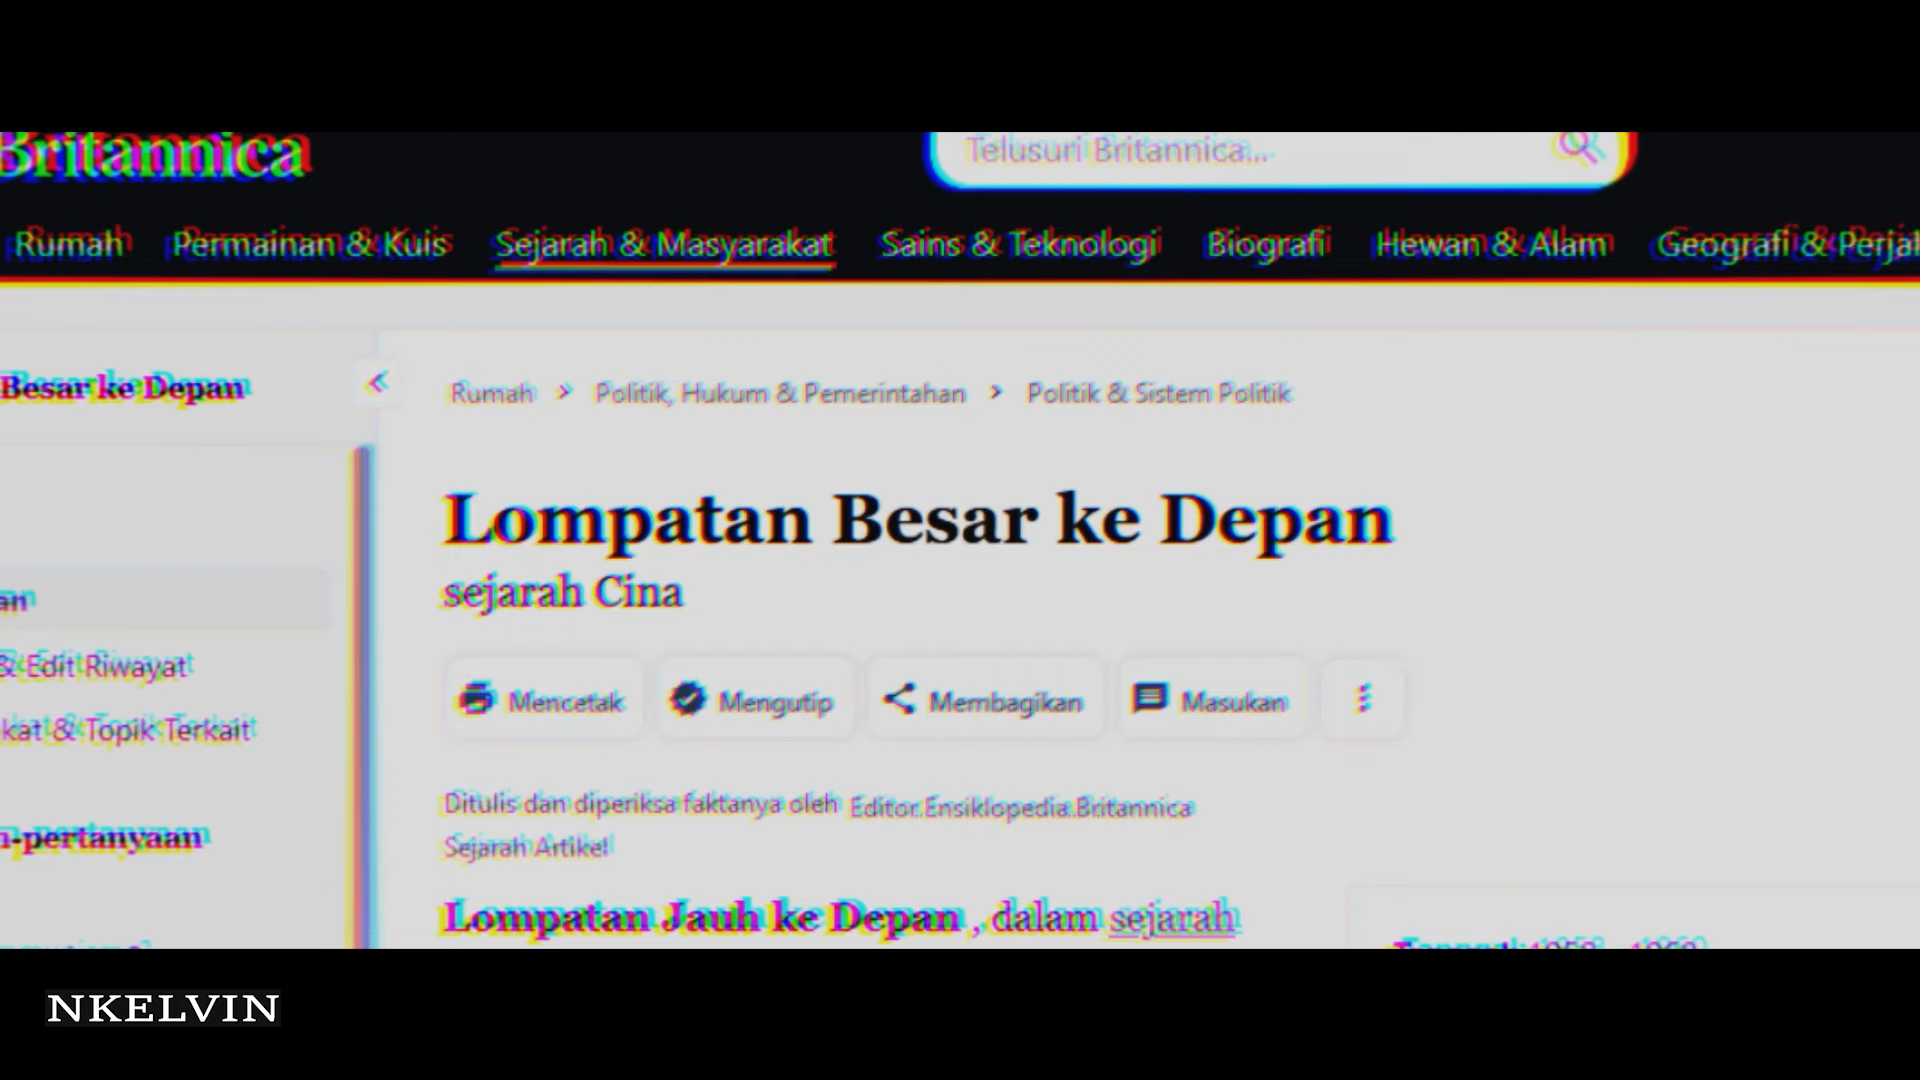 Britannica
Telusuri Britannica...
Rumah Permainan & Kuis Sejarah & Masyarakat Sains & Teknologi Biografi Hewan & Alam Geografi &
Besar ke Depan
Rumah > Politik, Hukum & Pemerintahan > Politik & Sistem Politik
Lompatan Besar ke Depan
sejarah Cina
an
& Edit Riwayat
kat & Topik Terkait
n-pertanyaan
Mencetak Mengutip Membagikan Masukan
Ditulis dan diperiksa faktanya oleh Editor Ensiklopedia Britannica
Sejarah Artikel
Lompatan Jauh ke Depan , dalam sejarah
NKELVIN